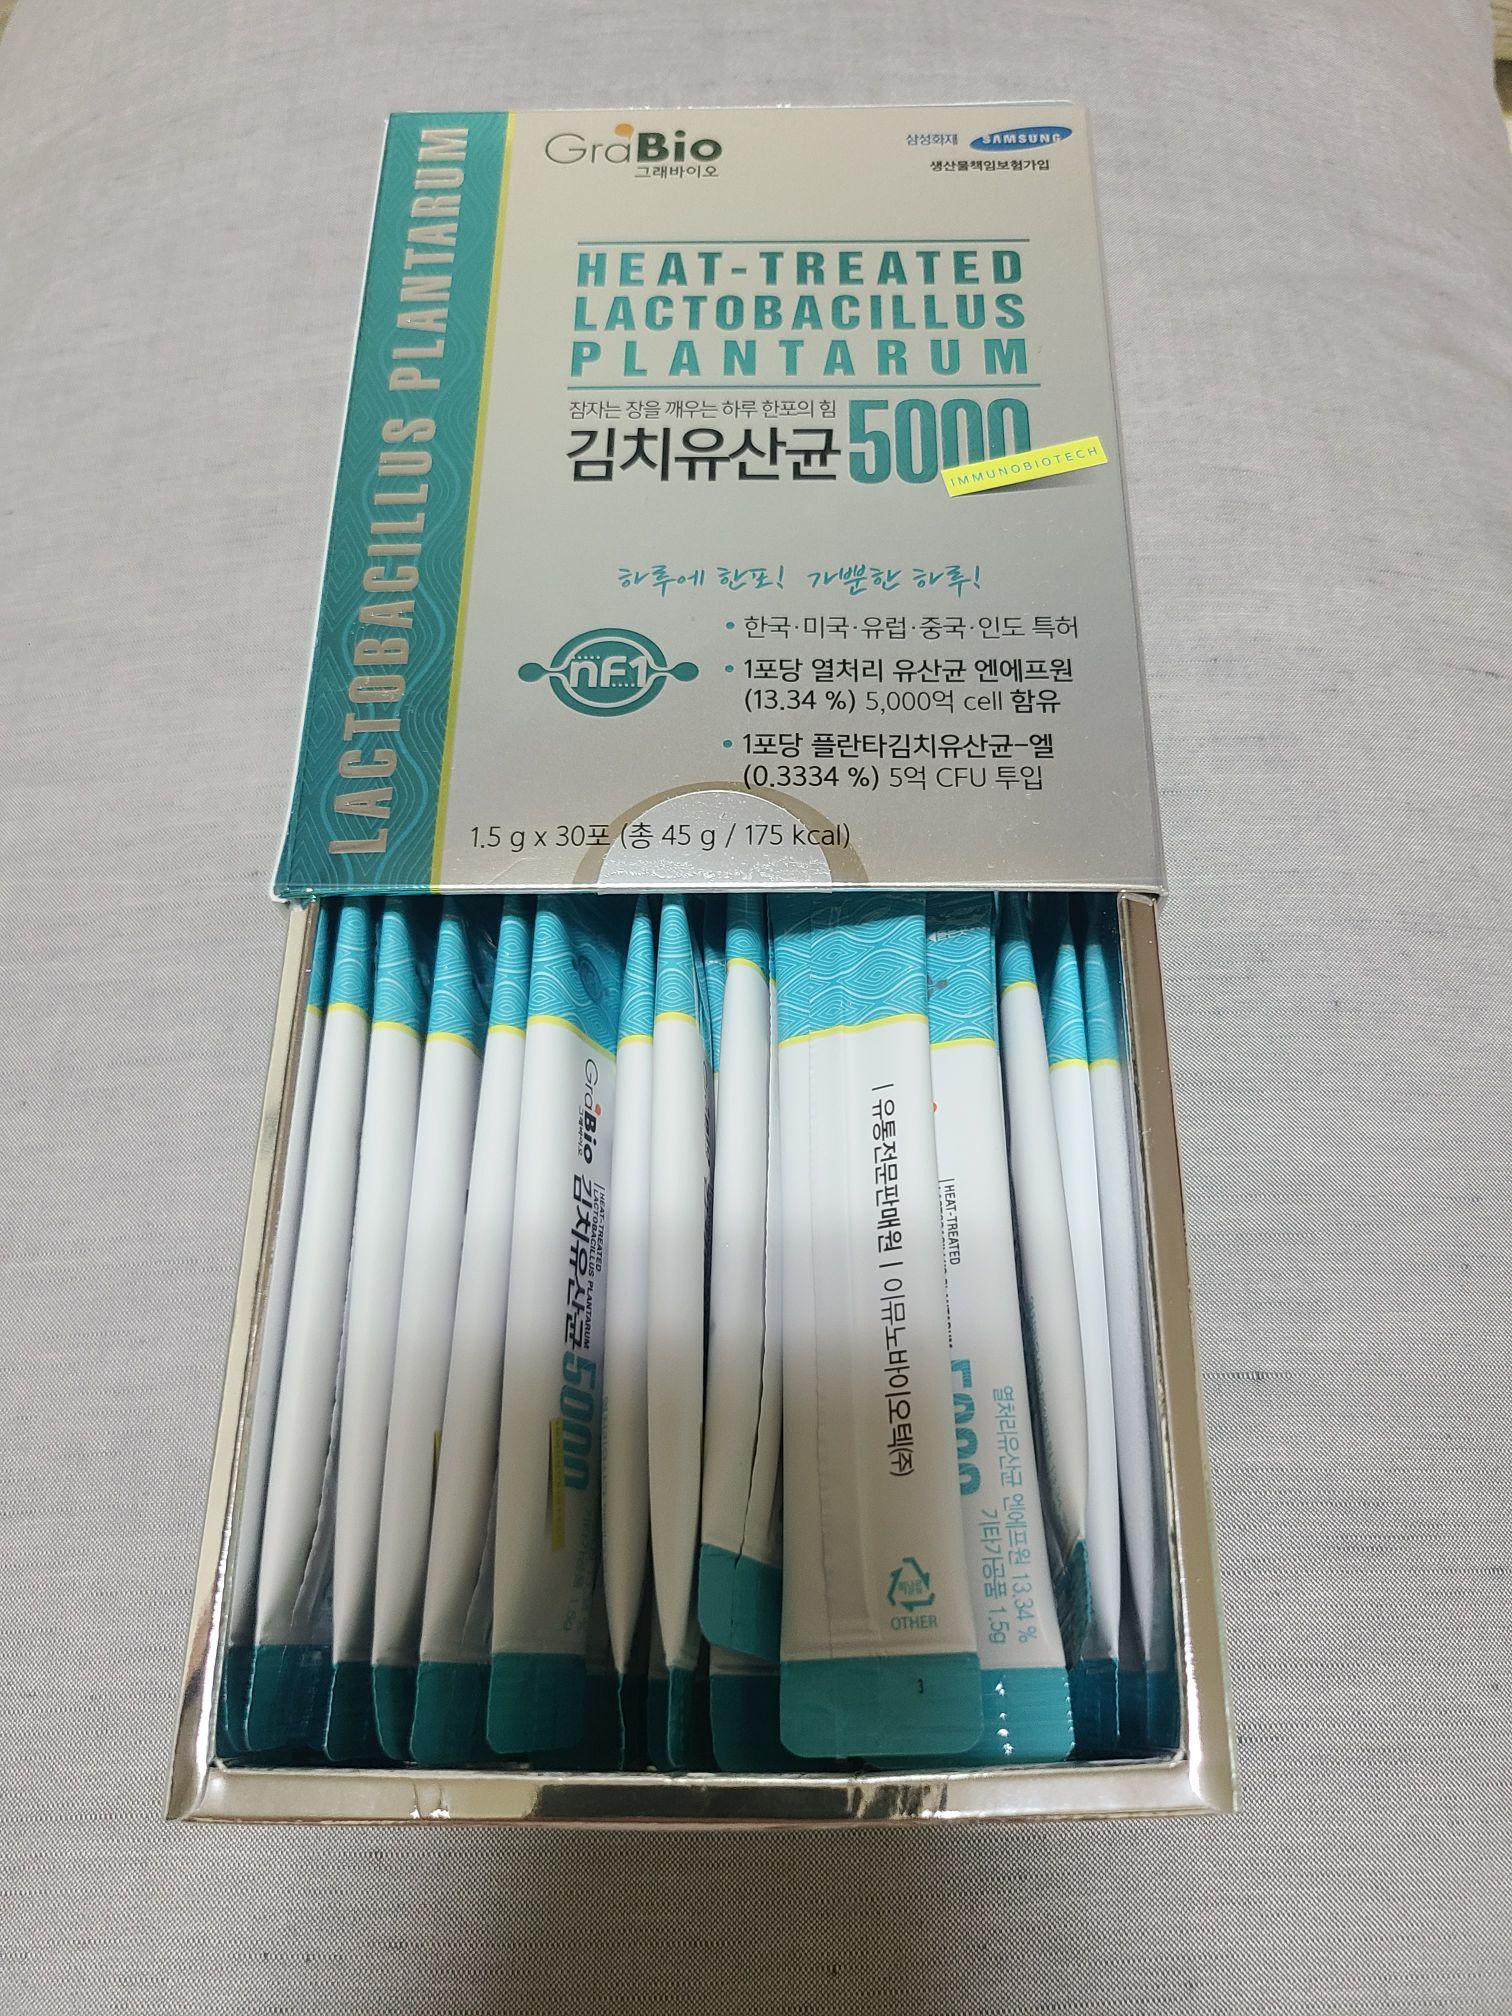 LACTOBACILLUS PLANTARUM
GraBio
그래바이오
삼성화재 SAMSUNG
생산물책임보험가입
HEAT-TREATED
LACTOBACILLUS
PLANTARUM
잠자는 장을 깨우는 하루 한포의 힘
김치유산균 5000
IMMUNOBIOTECH
하루에 한포! 가뿐한 하루!
nF1
• 한국·미국·유럽·중국·인도 특허
• 1포당 열처리 유산균 엔에프원
(13.34 %) 5,000억 cell 함유
• 1포당 플란타김치유산균-엘
(0.3334 %) 5억 CFU 투입
1.5 g x 30포 (총 45 g / 175 kcal)
GraBio
그래바이오
HEAT-TREATED
LACTOBACILLUS PLANTARUM
김치유산균 5000
| 유통전문판매원 | 이뮤노바이오텍(주)
OTHER
3
HEAT-TREATED
열처리유산균 엔에프원 13.34 %
기타가공품 1.5g